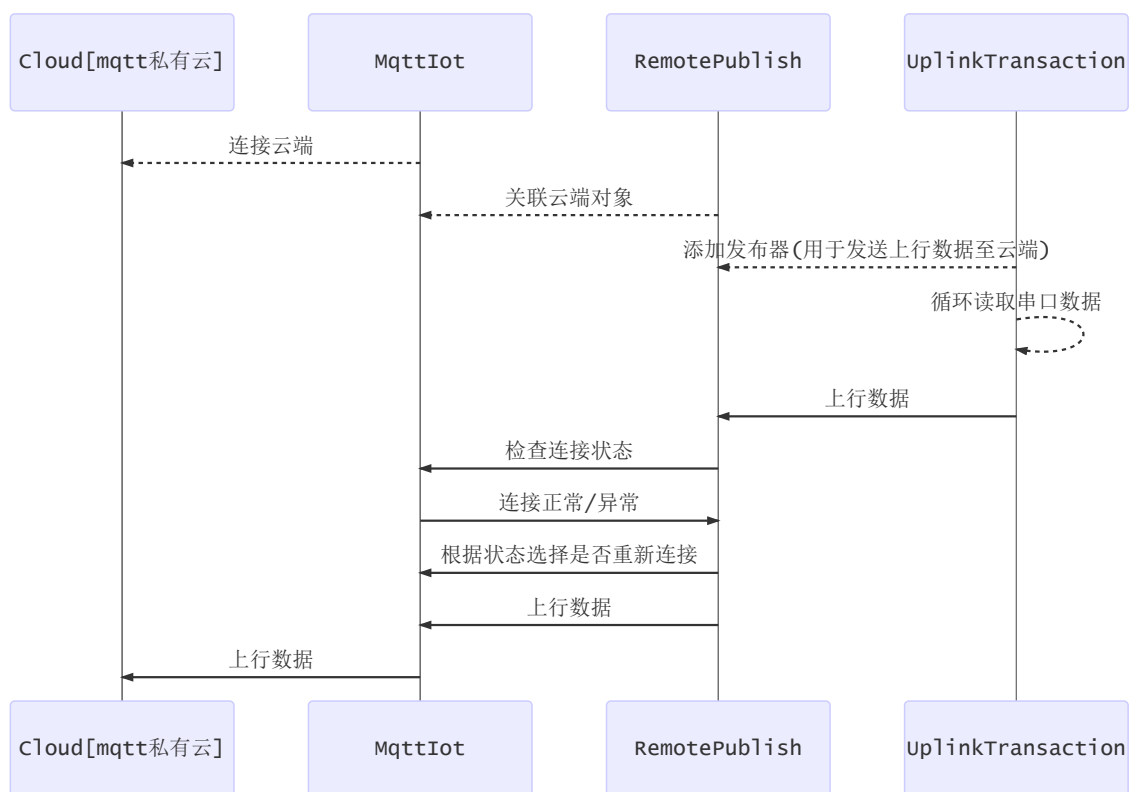 Cloud[mqtt私有云]
MqttIot
RemotePublish
UplinkTransaction
连接云端
关联云端对象
添加发布器(用于发送上行数据至云端)
循环读取串口数据
上行数据
检查连接状态
连接正常/异常
根据状态选择是否重新连接
上行数据
上行数据
Cloud[mqtt私有云]
MqttIot
RemotePublish
UplinkTransaction